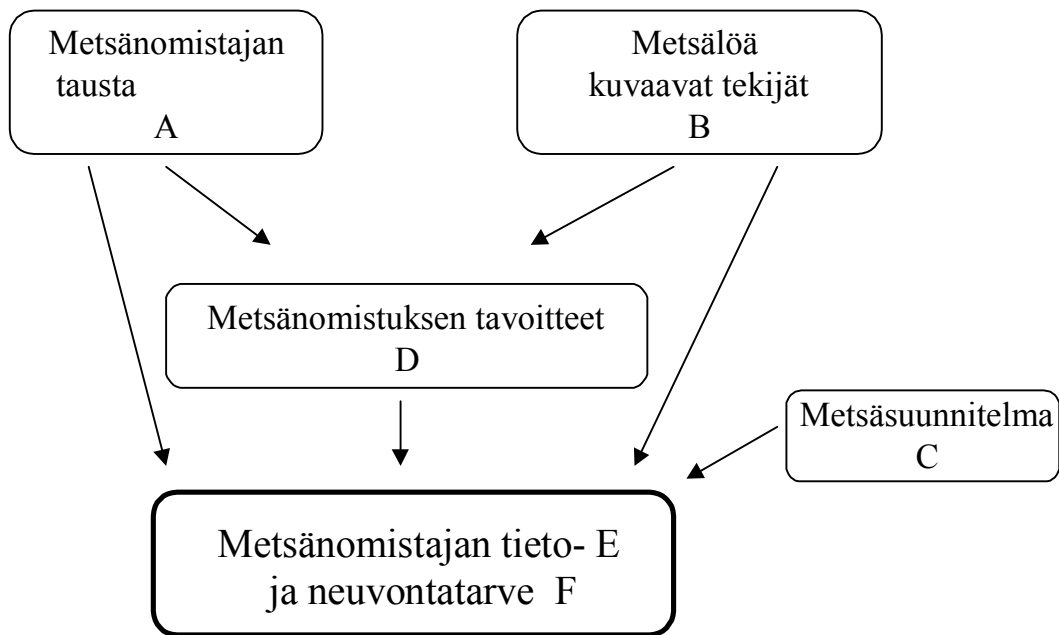 Metsänomistajan
tausta
A
Metsälöä
kuvaavat tekijät
B
Metsänomistuksen tavoitteet
D
Metsäsuunnitelma
C
Metsänomistajan tieto- E
ja neuvontatarve F